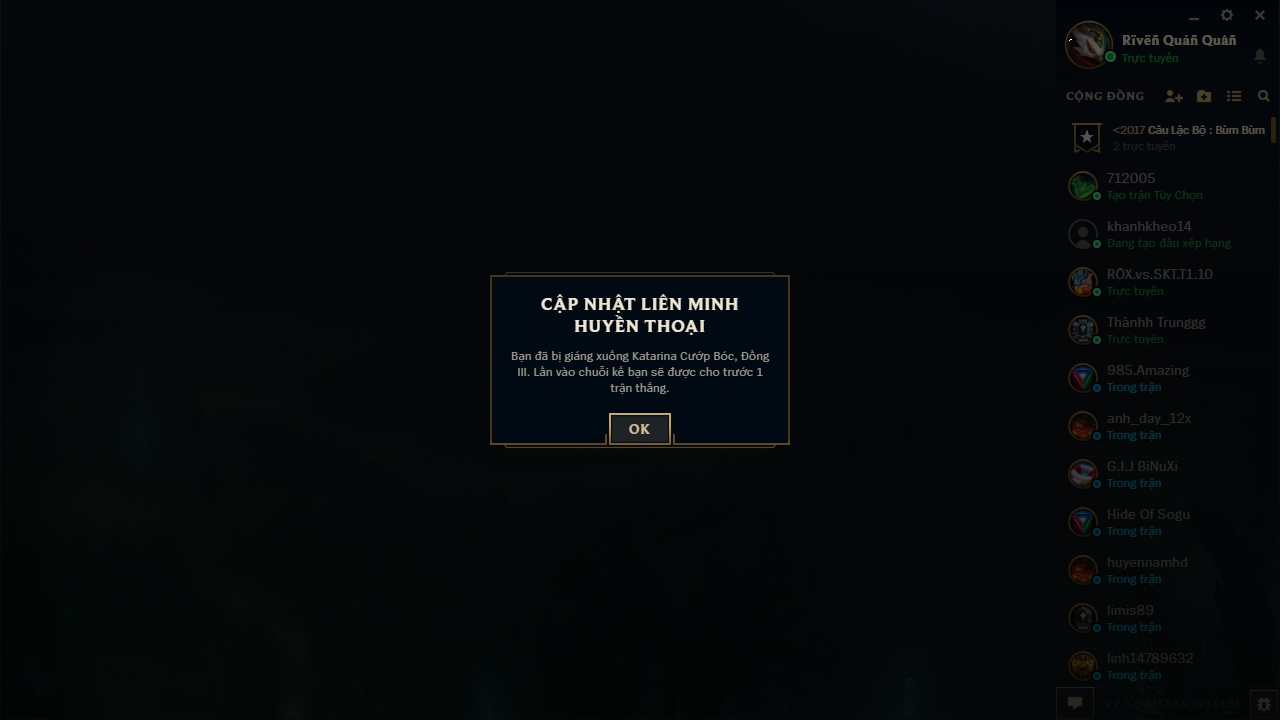 Rïvëñ Quáñ Quâñ
Trực tuyến
CỘNG ĐỒNG
<2017 Câu Lạc Bộ : Bùm Bùm
2 trực tuyến
712005
Tạo trận Tùy Chọn
khanhkheo14
Đang tạo đấu xếp hạng
RÖX.vs.SKT.T1.10
Trực tuyến
Thànhh Trunggg
Trực tuyến
985.Amazing
Trong trận
anh_day_12x
Trong trận
G.I.J BiNuXi
Trong trận
Hide Of Sogu
Trong trận
huyennamhd
Trong trận
limis89
Trong trận
linh14789632
Trong trận
CẬP NHẬT LIÊN MINH
HUYỀN THOẠI
Bạn đã bị giáng xuống Katarina Cướp Bóc, Đồng
III. Lần vào chuỗi kế bạn sẽ được cho trước 1
trận thắng.
OK